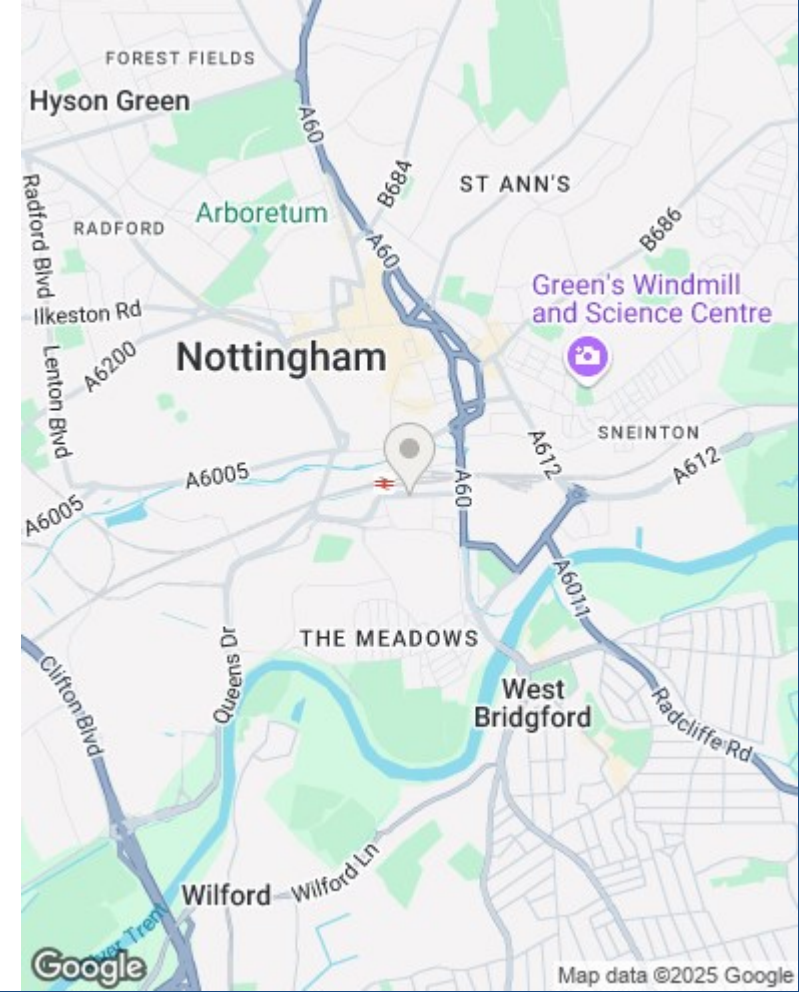 FOREST FIELDS
Hyson Green
A60
B684
ST ANN'S
Radford Blvd
RADFORD
Arboretum
A60
B686
Green's Windmill
and Science Centre
Ilkeston Rd
A6200
Nottingham
Lenton Blvd
SNEINTON
A612
A612
A6005
A60
A6005
A6011
THE MEADOWS
Queens Dr
Clifton Blvd
West
Bridgford
Radcliffe Rd
Wilford Ln
Wilford
Google
Map data ©2025 Google